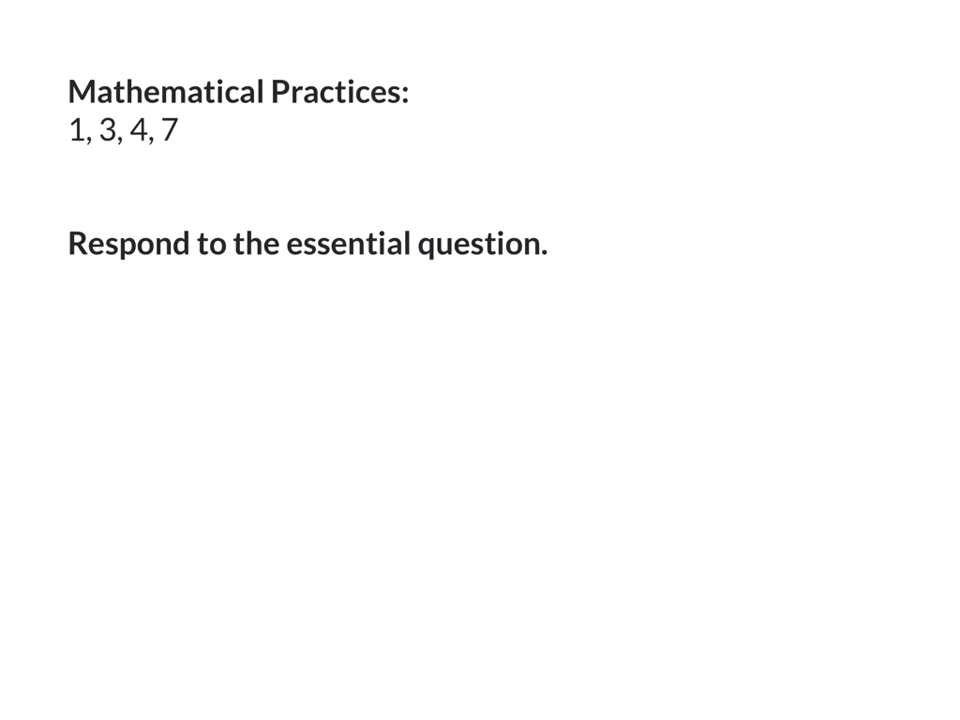 Mathematical Practices:
1, 3, 4, 7
Respond to the essential question.